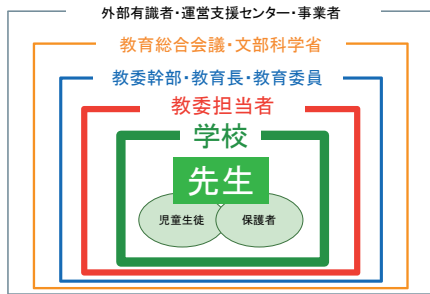 外部有識者・運営支援センター・事業者
教育総合会議・文部科学省
教委幹部・教育長・教育委員
教委担当者
学校
先生
児童生徒
保護者